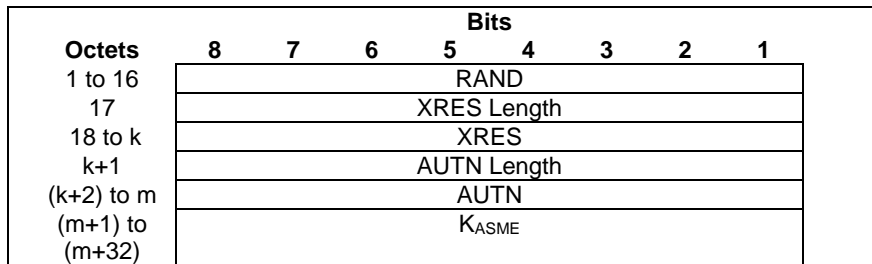 Bits
Octets 8 7 6 5 4 3 2 1
1 to 16 RAND
17 XRES Length
18 to k XRES
k+1 AUTN Length
(k+2) to m AUTN
(m+1) to KASME
(m+32)